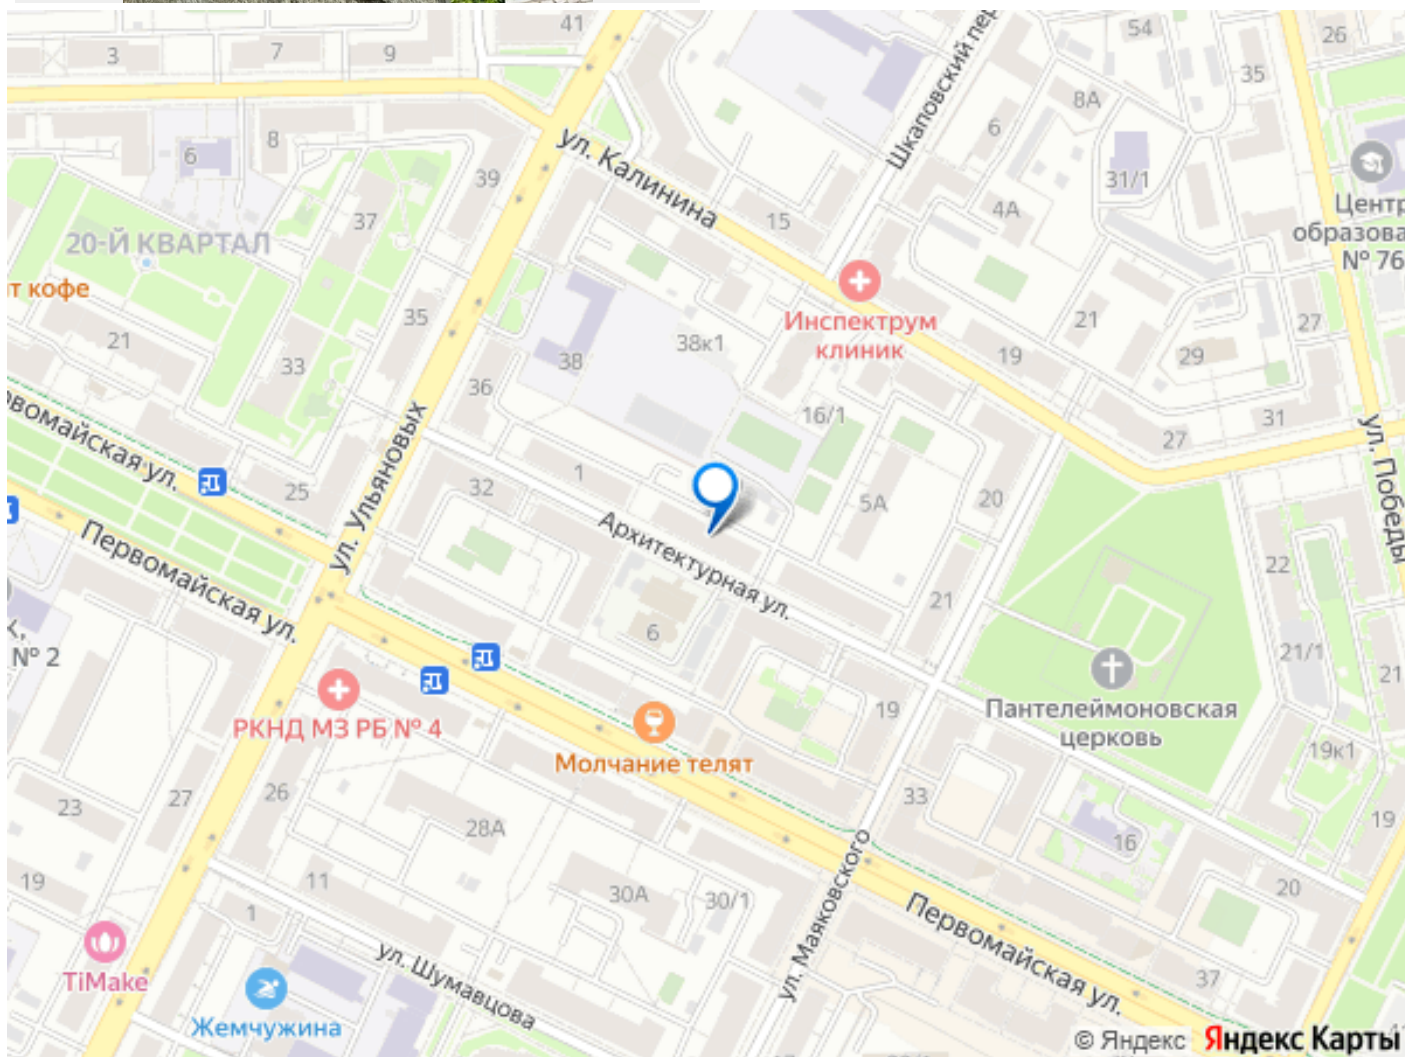 41
54
26
3
7
9
35
8А
Шкаповский пер
6
8
6
ул. Калинина
39
31/1
15
4А
37
Центр
образова
№ 76
20-Й КВАРТАЛ
т кофе
35
21
Инспектрум
клиник
38к1
21
27
33
38
19
29
36
16/1
31
27
ул. Победы
вомайская ул.
ул. Ульяновых
25
32
1
5А
20
Архитектурная ул.
Первомайская ул.
22
21
6
№ 2
21/1
21
Пантелеймоновская
церковь
19
РКНД МЗ РБ № 4
Молчание телят
19к1
23
27
26
28А
33
16
19
19
11
30А
30/1
20
1
ул. Маяковского
Первомайская ул.
TiMake
ул. Шумавцова
37
Жемчужина
© Яндекс
Яндекс Карты